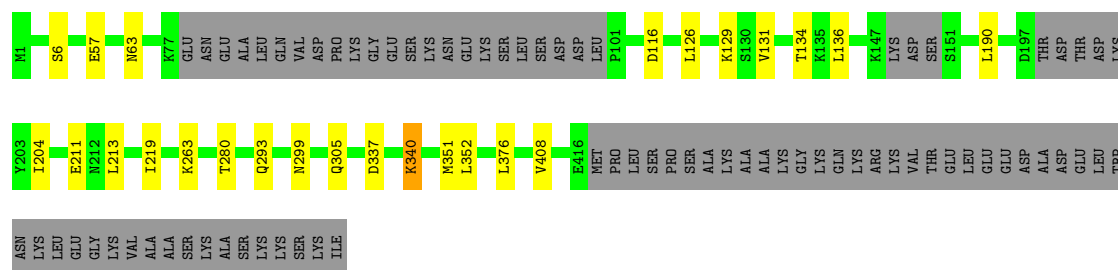 M1 S6 E57 N63 K77 GLU ASN GLU ALA LEU GLN VAL ASP PRO LYS GLY GLU SER LYS ASN GLU LYS SER LEU SER ASP ASP LEU P101 D116 L126 K129 S130 V131 T134 K135 L136 K147 LYS ASP SER S151 L190 D197 THR ASP THR ASP LYS
Y203 I204 E211 N212 L213 I219 K263 T280 Q293 N299 Q305 D337 K340 M351 L352 L376 V408 E416 MET PRO LEU SER PRO SER ALA LYS ALA ALA LYS GLY LYS GLN LYS ARG LYS VAL THR GLU LEU GLU GLU ASP ALA ASP GLU LEU TRP
ASN LYS LEU GLU GLY LYS VAL ALA ALA SER LYS ALA SER LYS LYS SER LYS ILE